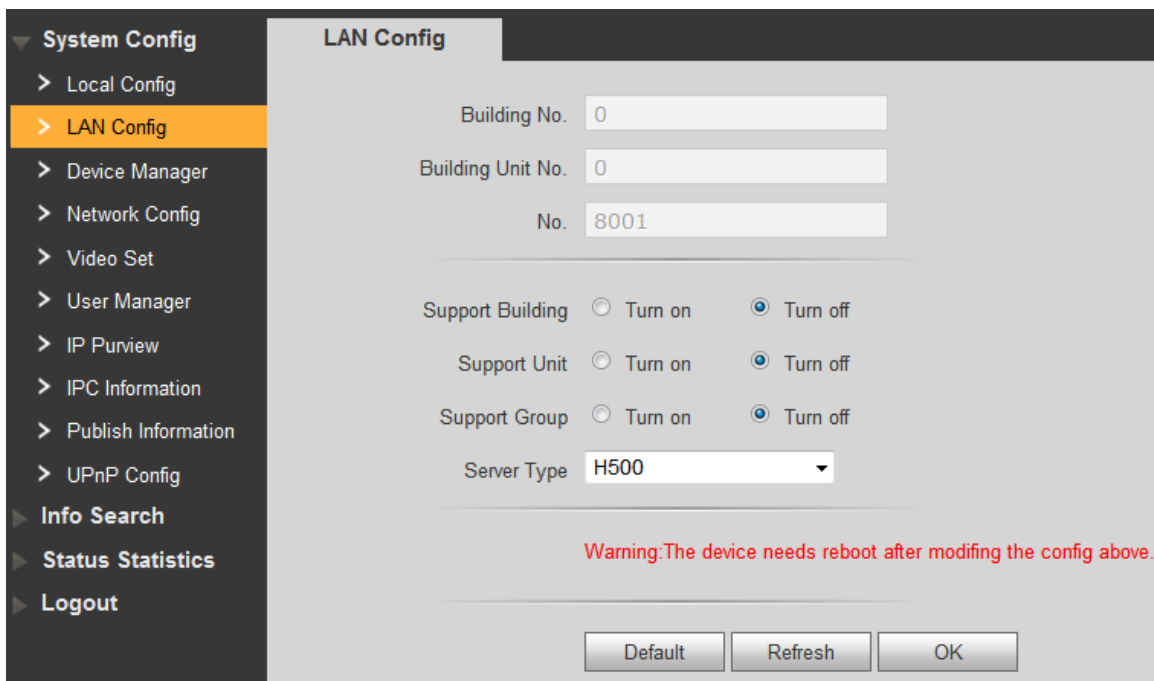 System Config
Local Config
LAN Config
Device Manager
Network Config
Video Set
User Manager
IP Purview
IPC Information
Publish Information
UPnP Config
Info Search
Status Statistics
Logout
LAN Config
Building No. 0
Building Unit No. 0
No. 8001
Support Building Turn on Turn off
Support Unit Turn on Turn off
Support Group Turn on Turn off
Server Type H500
Warning:The device needs reboot after modifing the config above.
Default Refresh OK